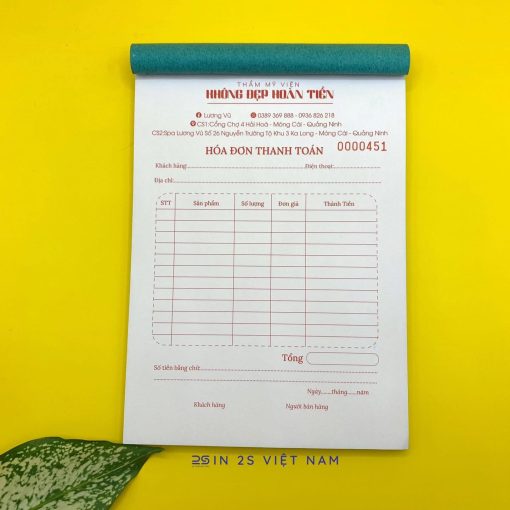 THẨM MỸ VIỆN
KHÔNG ĐẸP HOÀN TIỀN
Lương Vũ 0389 369 888 - 0936 826 218
CS1:Cổng Chợ 4 Hải Hoà - Móng Cái - Quảng Ninh
CS2:Spa Lương Vũ Số 26 Nguyễn Trường Tộ Khu 3 Ka Long - Móng Cái - Quảng Ninh
HÓA ĐƠN THANH TOÁN 0000451
Khách hàng: Điện thoại:
Địa chỉ:
STT Sản phẩm Số lượng Đơn giá Thành Tiền
Tổng
Số tiền bằng chữ:
Ngày......tháng......năm
Khách hàng Người bán hàng
2S IN 2S VIỆT NAM